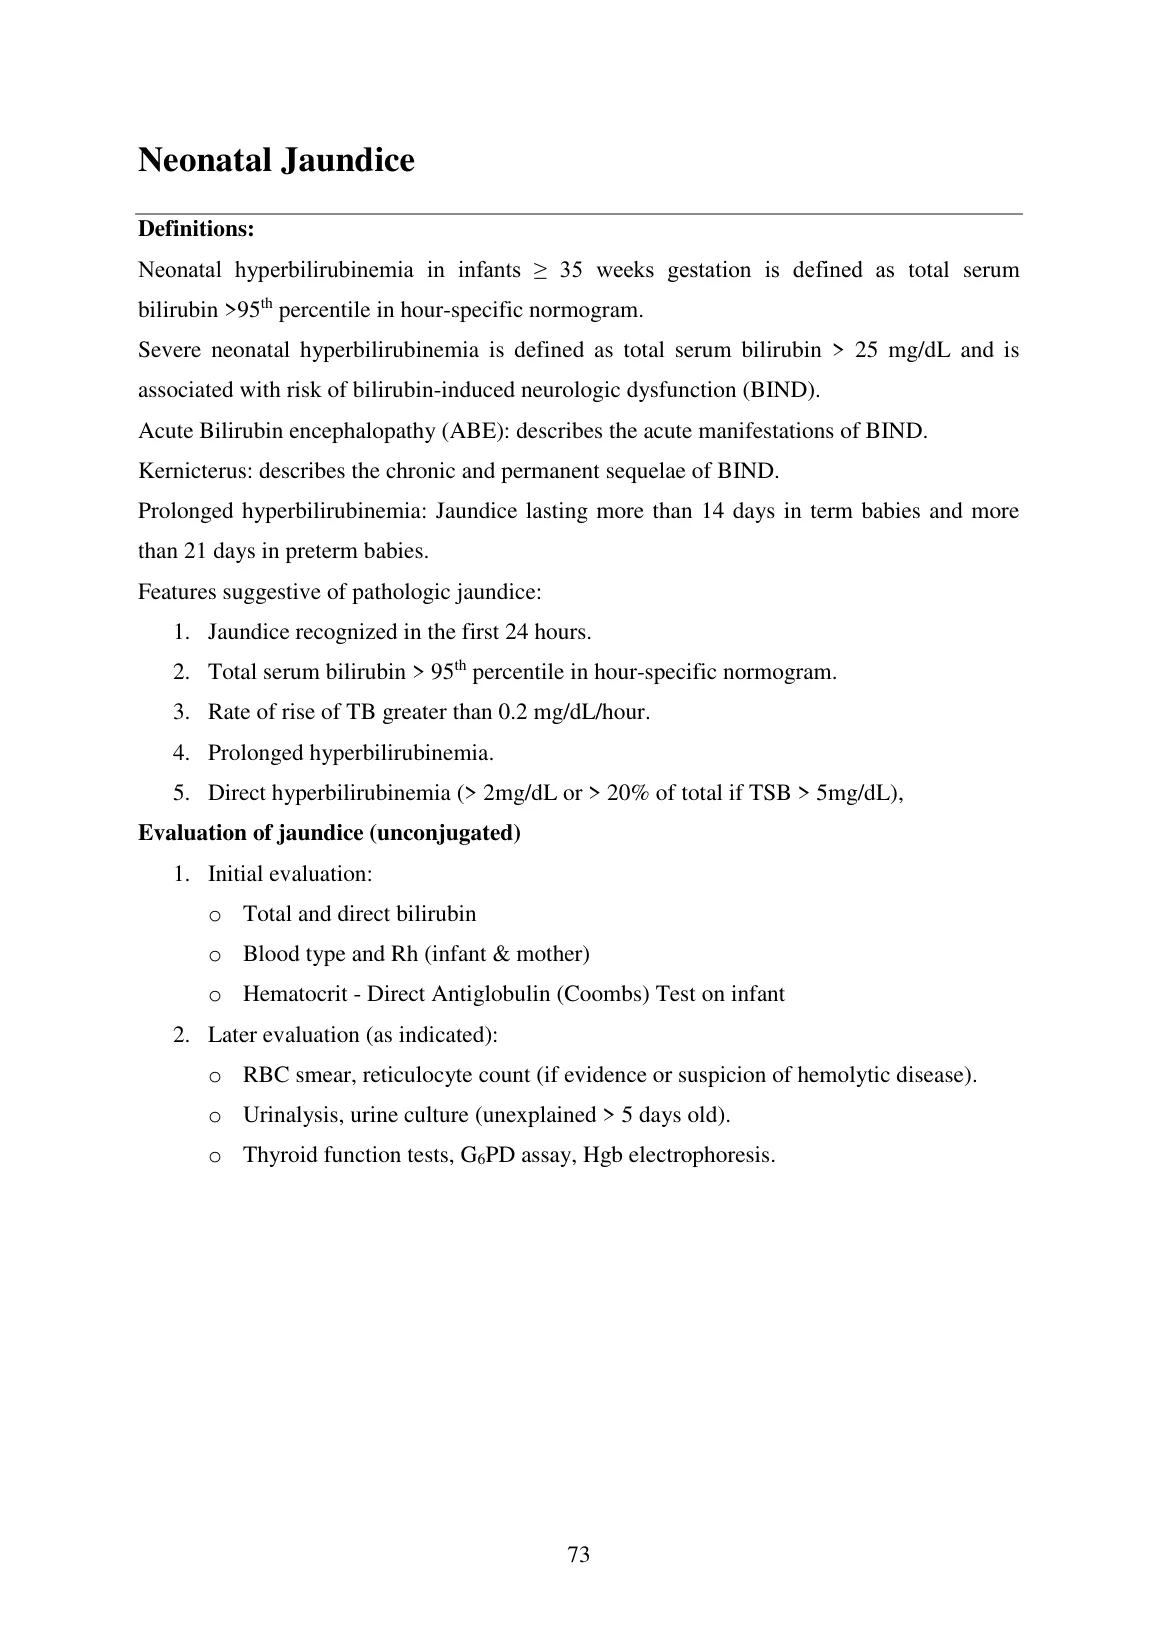 Neonatal Jaundice
Definitions:
Neonatal hyperbilirubinemia in infants ≥ 35 weeks gestation is defined as total serum
bilirubin >95th percentile in hour-specific normogram.
Severe neonatal hyperbilirubinemia is defined as total serum bilirubin > 25 mg/dL and is
associated with risk of bilirubin-induced neurologic dysfunction (BIND).
Acute Bilirubin encephalopathy (ABE): describes the acute manifestations of BIND.
Kernicterus: describes the chronic and permanent sequelae of BIND.
Prolonged hyperbilirubinemia: Jaundice lasting more than 14 days in term babies and more
than 21 days in preterm babies.
Features suggestive of pathologic jaundice:
1. Jaundice recognized in the first 24 hours.
2. Total serum bilirubin > 95th percentile in hour-specific normogram.
3. Rate of rise of TB greater than 0.2 mg/dL/hour.
4. Prolonged hyperbilirubinemia.
5. Direct hyperbilirubinemia (> 2mg/dL or > 20% of total if TSB > 5mg/dL),
Evaluation of jaundice (unconjugated)
1. Initial evaluation:
o Total and direct bilirubin
o Blood type and Rh (infant & mother)
o Hematocrit - Direct Antiglobulin (Coombs) Test on infant
2. Later evaluation (as indicated):
o RBC smear, reticulocyte count (if evidence or suspicion of hemolytic disease).
o Urinalysis, urine culture (unexplained > 5 days old).
o Thyroid function tests, G6PD assay, Hgb electrophoresis.
73